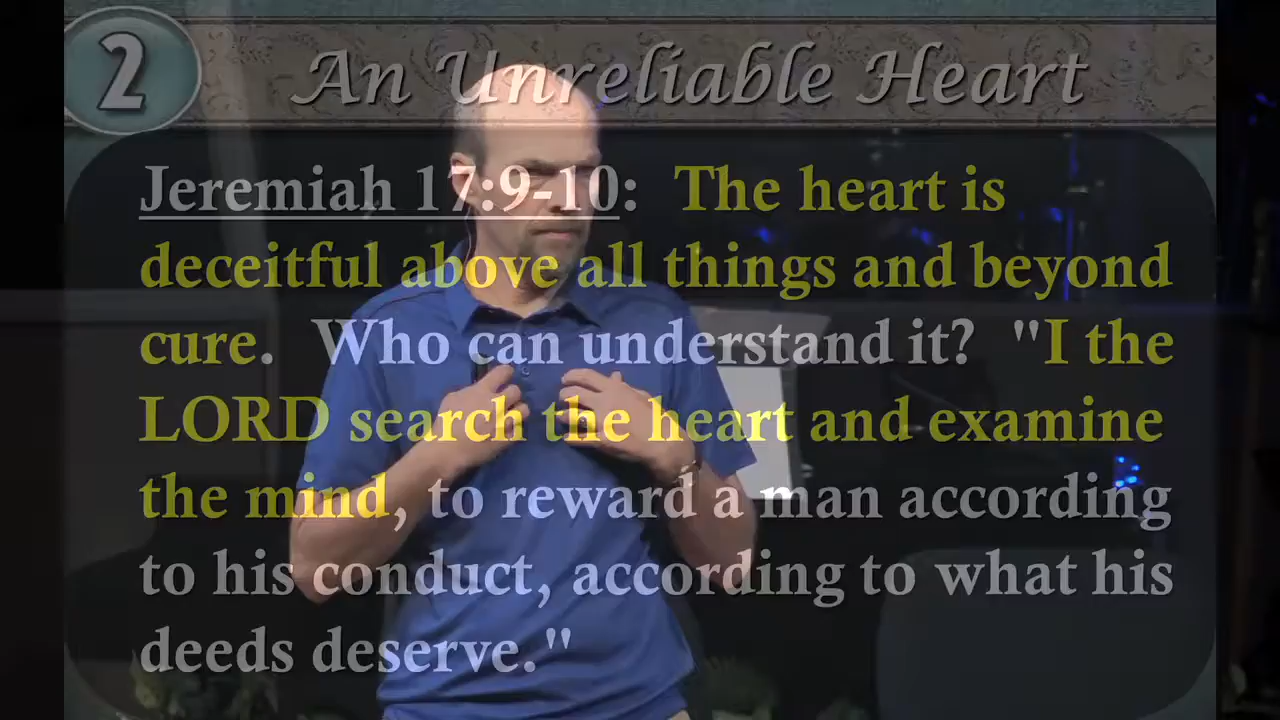 2
An Unreliable Heart
Jeremiah 17:9-10: The heart is
deceitful above all things and beyond
cure. Who can understand it? "I the
LORD search the heart and examine
the mind, to reward a man according
to his conduct, according to what his
deeds deserve."